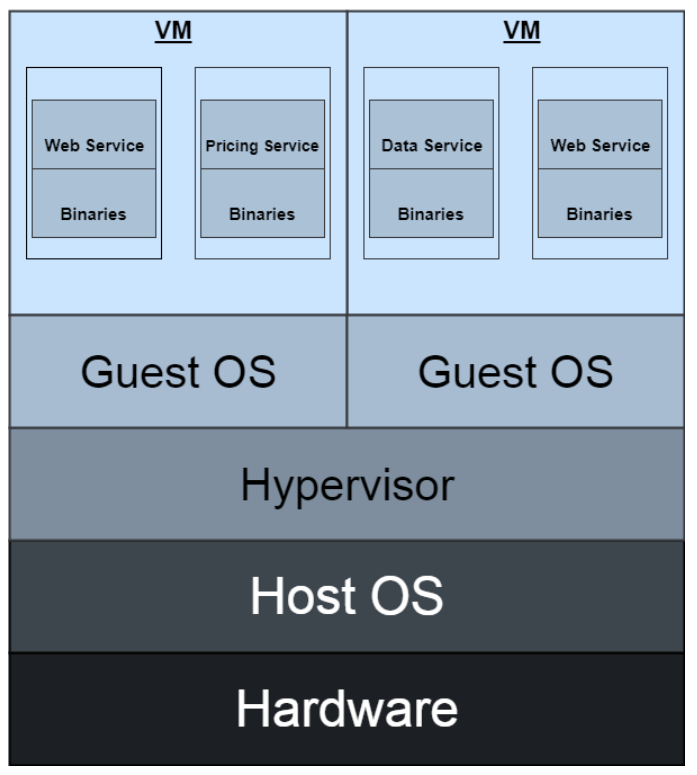 VM
VM
Web Service
Pricing Service
Data Service
Web Service
Binaries
Binaries
Binaries
Binaries
Guest OS
Guest OS
Hypervisor
Host OS
Hardware